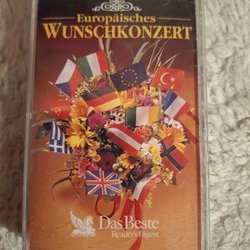 Europäisches
WUNSCHKONZERT
Das Beste
Reader's Digest